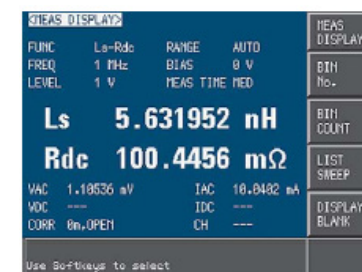 <MEAS DISPLAY>
FUNC Ls-Rdc RANGE AUTO
FREQ 1 MHz BIAS 0 V
LEVEL 1 V MEAS TIME MED
Ls 5.631952 nH
Rdc 100.4456 mΩ
VAC 1.10536 mV IAC 10.0402 mA
VDC --- IDC ---
CORR 0m,OPEN CH ---
Use Softkeys to select
MEAS DISPLAY
BIN No.
BIN COUNT
LIST SWEEP
DISPLAY BLANK